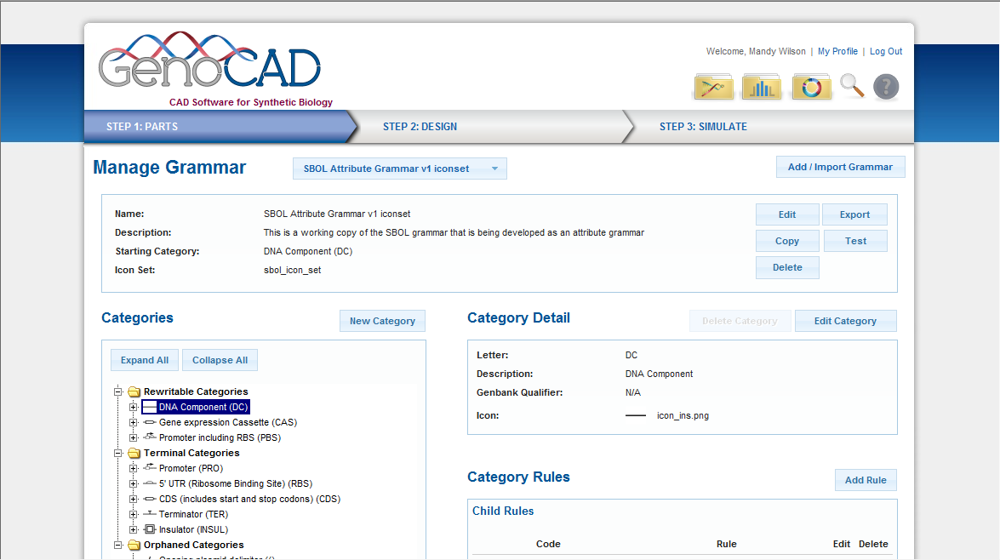 GenoCAD
CAD Software for Synthetic Biology
Welcome, Mandy Wilson | My Profile | Log Out
?
STEP 1: PARTS STEP 2: DESIGN STEP 3: SIMULATE
Manage Grammar SBOL Attribute Grammar v1 iconset Add / Import Grammar
Name: SBOL Attribute Grammar v1 iconset
Description: This is a working copy of the SBOL grammar that is being developed as an attribute grammar
Starting Category: DNA Component (DC)
Icon Set: sbol_icon_set
Edit Export
Copy Test
Delete
Categories New Category
Expand All Collapse All
Rewritable Categories
DNA Component (DC)
Gene expression Cassette (CAS)
Promoter including RBS (PBS)
Terminal Categories
Promoter (PRO)
5' UTR (Ribosome Binding Site) (RBS)
CDS (includes start and stop codons) (CDS)
Terminator (TER)
Insulator (INSUL)
Orphaned Categories
Category Detail Delete Category Edit Category
Letter: DC
Description: DNA Component
Genbank Qualifier: N/A
Icon: icon_ins.png
Category Rules Add Rule
Child Rules
Code Rule Edit Delete